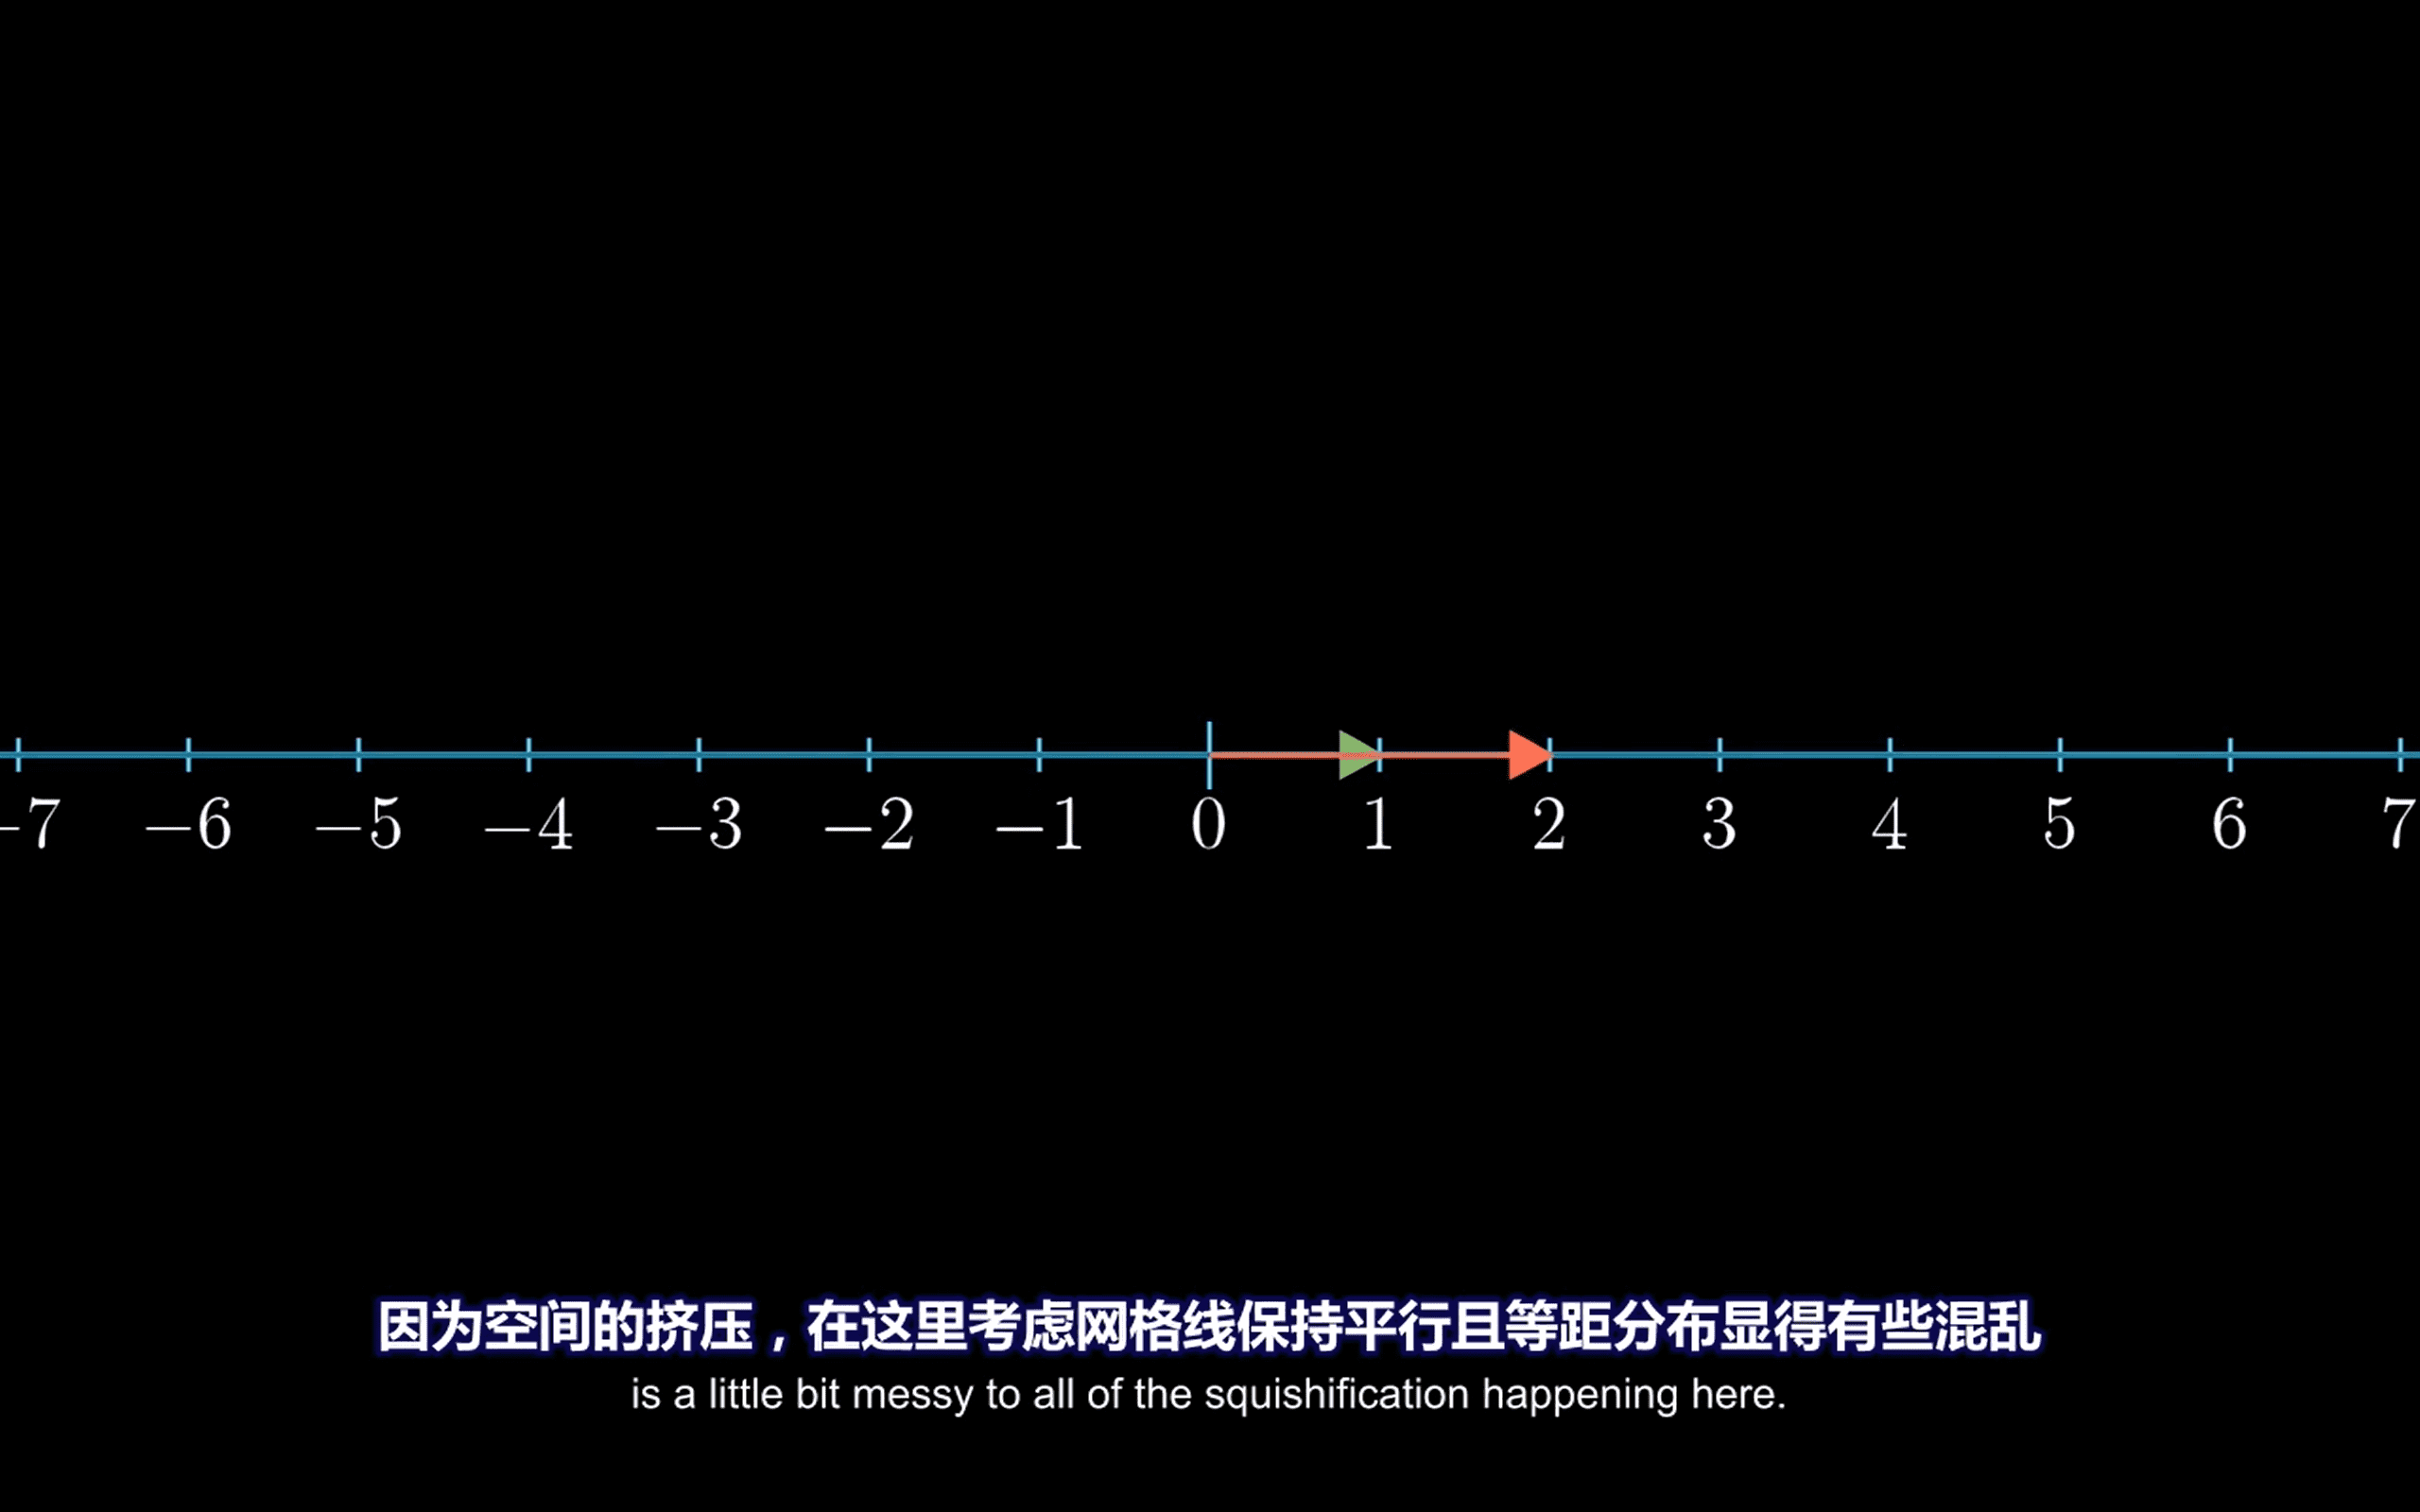 −7 −6 −5 −4 −3 −2 −1 0 1 2 3 4 5 6 7
因为空间的挤压，在这里考虑网格线保持平行且等距分布显得有些混乱
is a little bit messy to all of the squishification happening here.